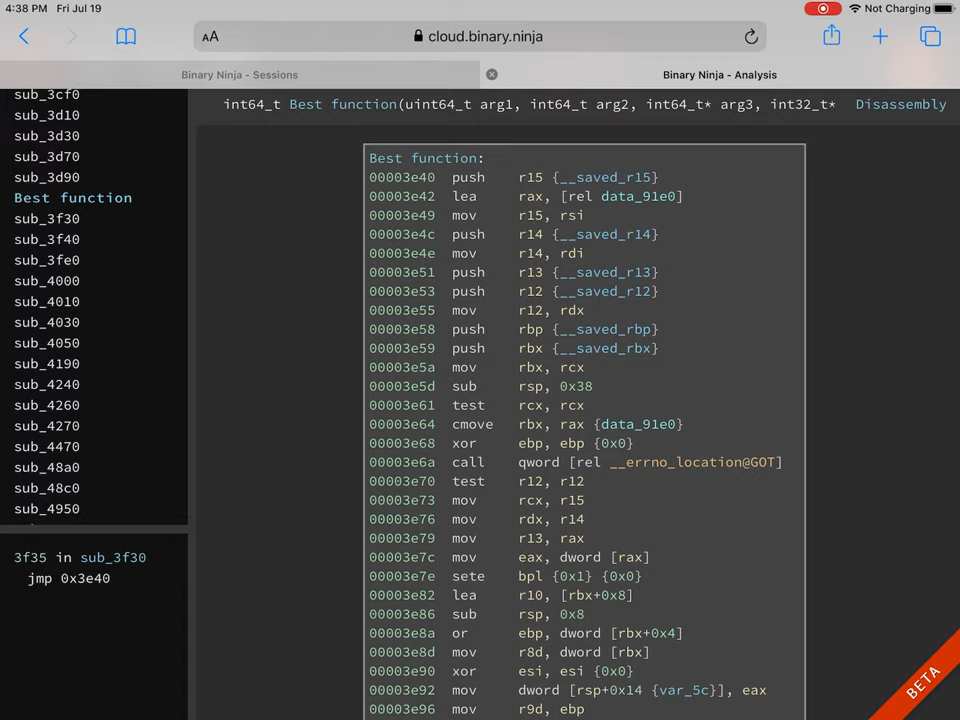 4:38 PM Fri Jul 19
Not Charging
AA
cloud.binary.ninja
Binary Ninja - Sessions
Binary Ninja - Analysis
sub_3cf0
sub_3d10
sub_3d30
sub_3d70
sub_3d90
Best function
sub_3f30
sub_3f40
sub_3fe0
sub_4000
sub_4010
sub_4030
sub_4050
sub_4190
sub_4240
sub_4260
sub_4270
sub_4470
sub_48a0
sub_48c0
sub_4950
3f35 in sub_3f30
jmp 0x3e40
int64_t Best function(uint64_t arg1, int64_t arg2, int64_t* arg3, int32_t*
Disassembly
Best function:
00003e40 push r15 {__saved_r15}
00003e42 lea rax, [rel data_91e0]
00003e49 mov r15, rsi
00003e4c push r14 {__saved_r14}
00003e4e mov r14, rdi
00003e51 push r13 {__saved_r13}
00003e53 push r12 {__saved_r12}
00003e55 mov r12, rdx
00003e58 push rbp {__saved_rbp}
00003e59 push rbx {__saved_rbx}
00003e5a mov rbx, rcx
00003e5d sub rsp, 0x38
00003e61 test rcx, rcx
00003e64 cmove rbx, rax {data_91e0}
00003e68 xor ebp, ebp {0x0}
00003e6a call qword [rel __errno_location@GOT]
00003e70 test r12, r12
00003e73 mov rcx, r15
00003e76 mov rdx, r14
00003e79 mov r13, rax
00003e7c mov eax, dword [rax]
00003e7e sete bpl {0x1} {0x0}
00003e82 lea r10, [rbx+0x8]
00003e86 sub rsp, 0x8
00003e8a or ebp, dword [rbx+0x4]
00003e8d mov r8d, dword [rbx]
00003e90 xor esi, esi {0x0}
00003e92 mov dword [rsp+0x14 {var_5c}], eax
00003e96 mov r9d, ebp
BETA